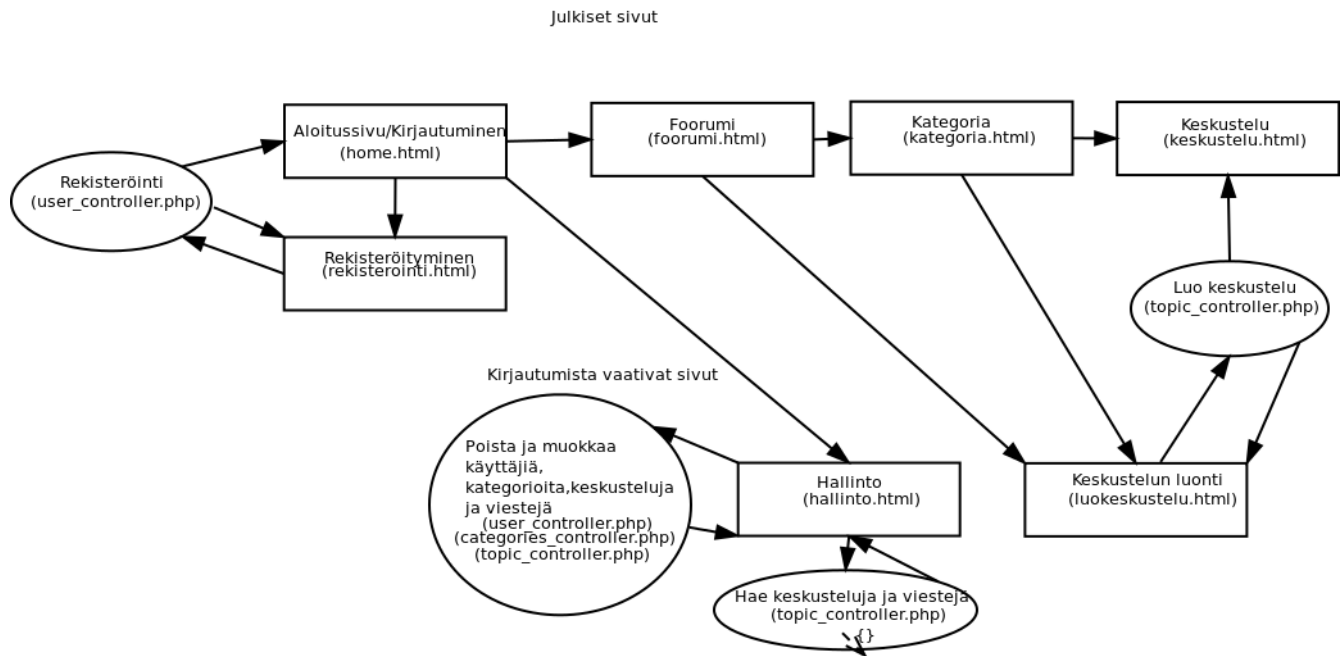 Julkiset sivut
Aloitussivu/Kirjautuminen
(home.html)
Foorumi
(foorumi.html)
Kategoria
(kategoria.html)
Keskustelu
(keskustelu.html)
Rekisteröinti
(user_controller.php)
Rekisteröityminen
(rekisterointi.html)
Luo keskustelu
(topic_controller.php)
Kirjautumista vaativat sivut
Poista ja muokkaa
käyttäjiä,
kategorioita,keskusteluja
ja viestejä
(user_controller.php)
(categories_controller.php)
(topic_controller.php)
Hallinto
(hallinto.html)
Keskustelun luonti
(luokeskustelu.html)
Hae keskusteluja ja viestejä
(topic_controller.php)
{}